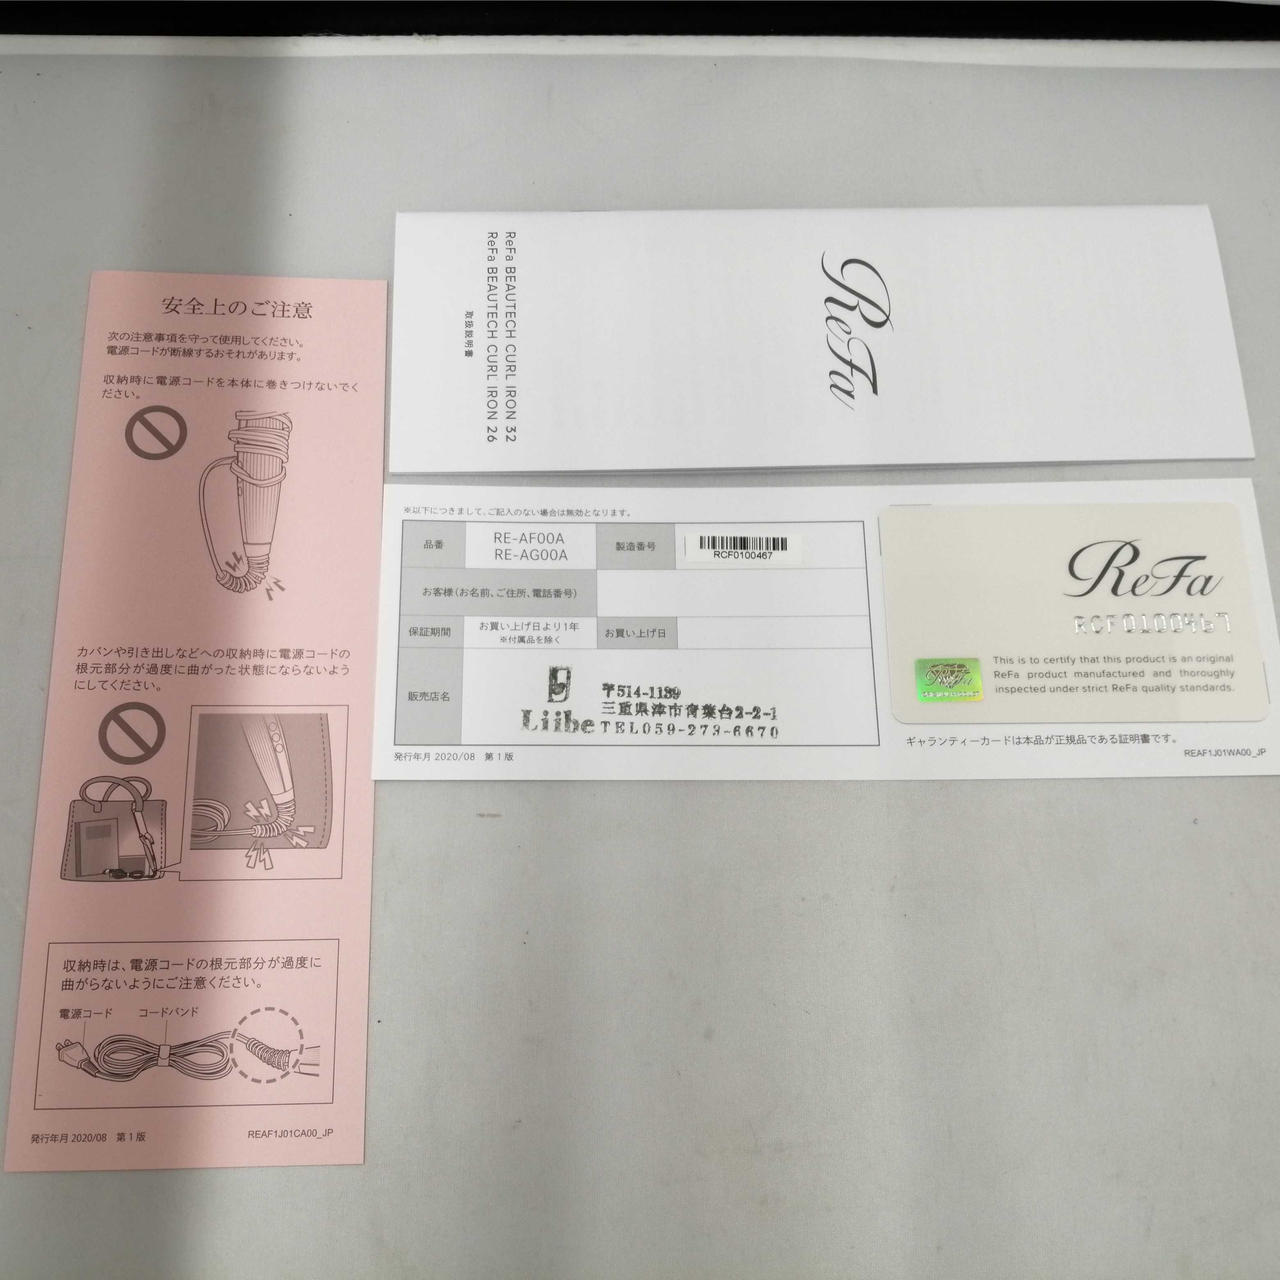 安全上のご注意
次の注意事項を守って使用してください。
電源コードが断線するおそれがあります。
収納時に電源コードを本体に巻きつけないでく
ださい。
カバンや引き出しなどへの収納時に電源コードの
根元部分が過度に曲がった状態にならないよう
にしてください。
収納時は、電源コードの根元部分が過度に
曲がらないようにご注意ください。
電源コード
コードバンド
発行年月 2020/08 第1版
REAF1J01CA00_JP
ReFa
ReFa BEAUTECH CURL IRON 32
ReFa BEAUTECH CURL IRON 26
取扱説明書
※以下につきまして、ご記入のない場合は無効となります。
品番
RE-AF00A
RE-AG00A
製造番号
RCF0100467
お客様(お名前、ご住所、電話番号)
保証期間
お買い上げ日より1年
※付属品を除く
お買い上げ日
販売店名
Liibe
〒514-1139
三重県津市青葉台2-2-1
TEL059-273-6670
発行年月 2020/08 第1版
ReFa
RCF0100467
ReFa
This is to certify that this product is an original
ReFa product manufactured and thoroughly
inspected under strict ReFa quality standards.
ギャランティーカードは本品が正規品である証明書です。
REAF1J01WA00_JP